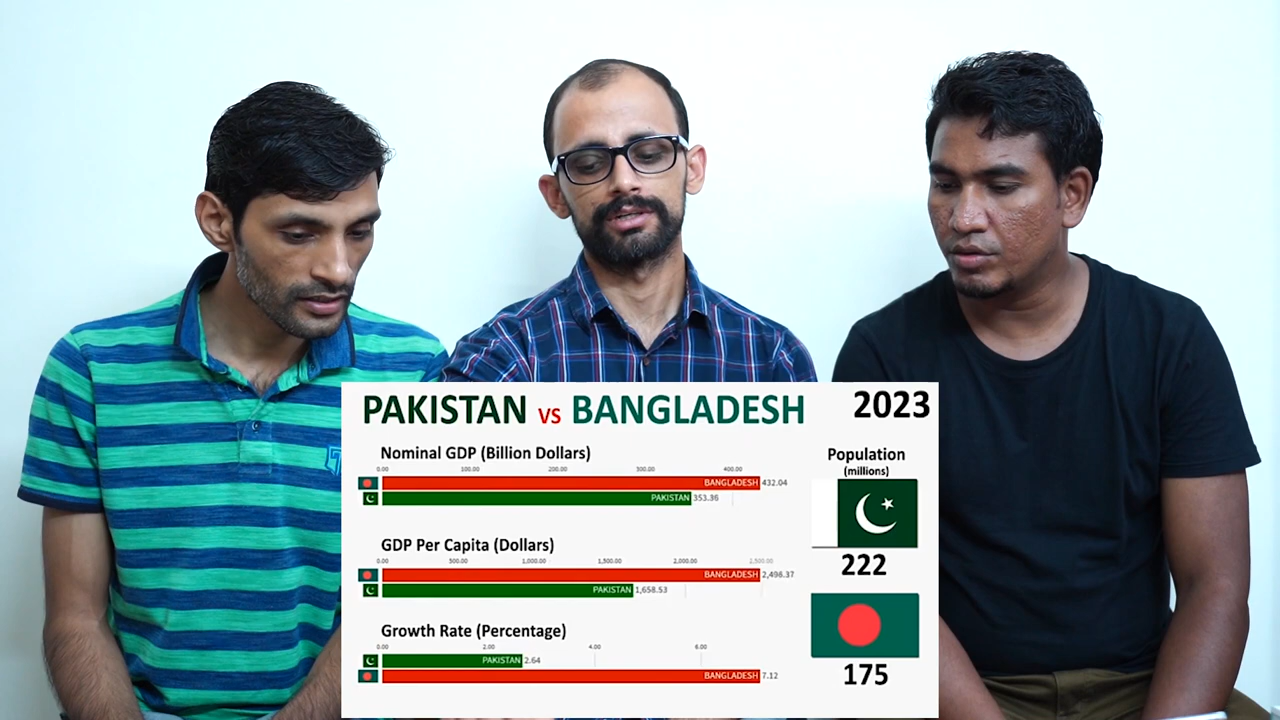 PAKISTAN VS BANGLADESH 2023
Nominal GDP (Billion Dollars)
0.00 100.00 200.00 300.00 400.00
BANGLADESH 432.04
PAKISTAN 353.36
GDP Per Capita (Dollars)
0.00 500.00 1,000.00 1,500.00 2,000.00 2,500.00
BANGLADESH 2,496.37
PAKISTAN 1,658.53
Growth Rate (Percentage)
0.00 2.00 4.00 6.00
PAKISTAN 2.64
BANGLADESH 7.12
Population
(millions)
222
175